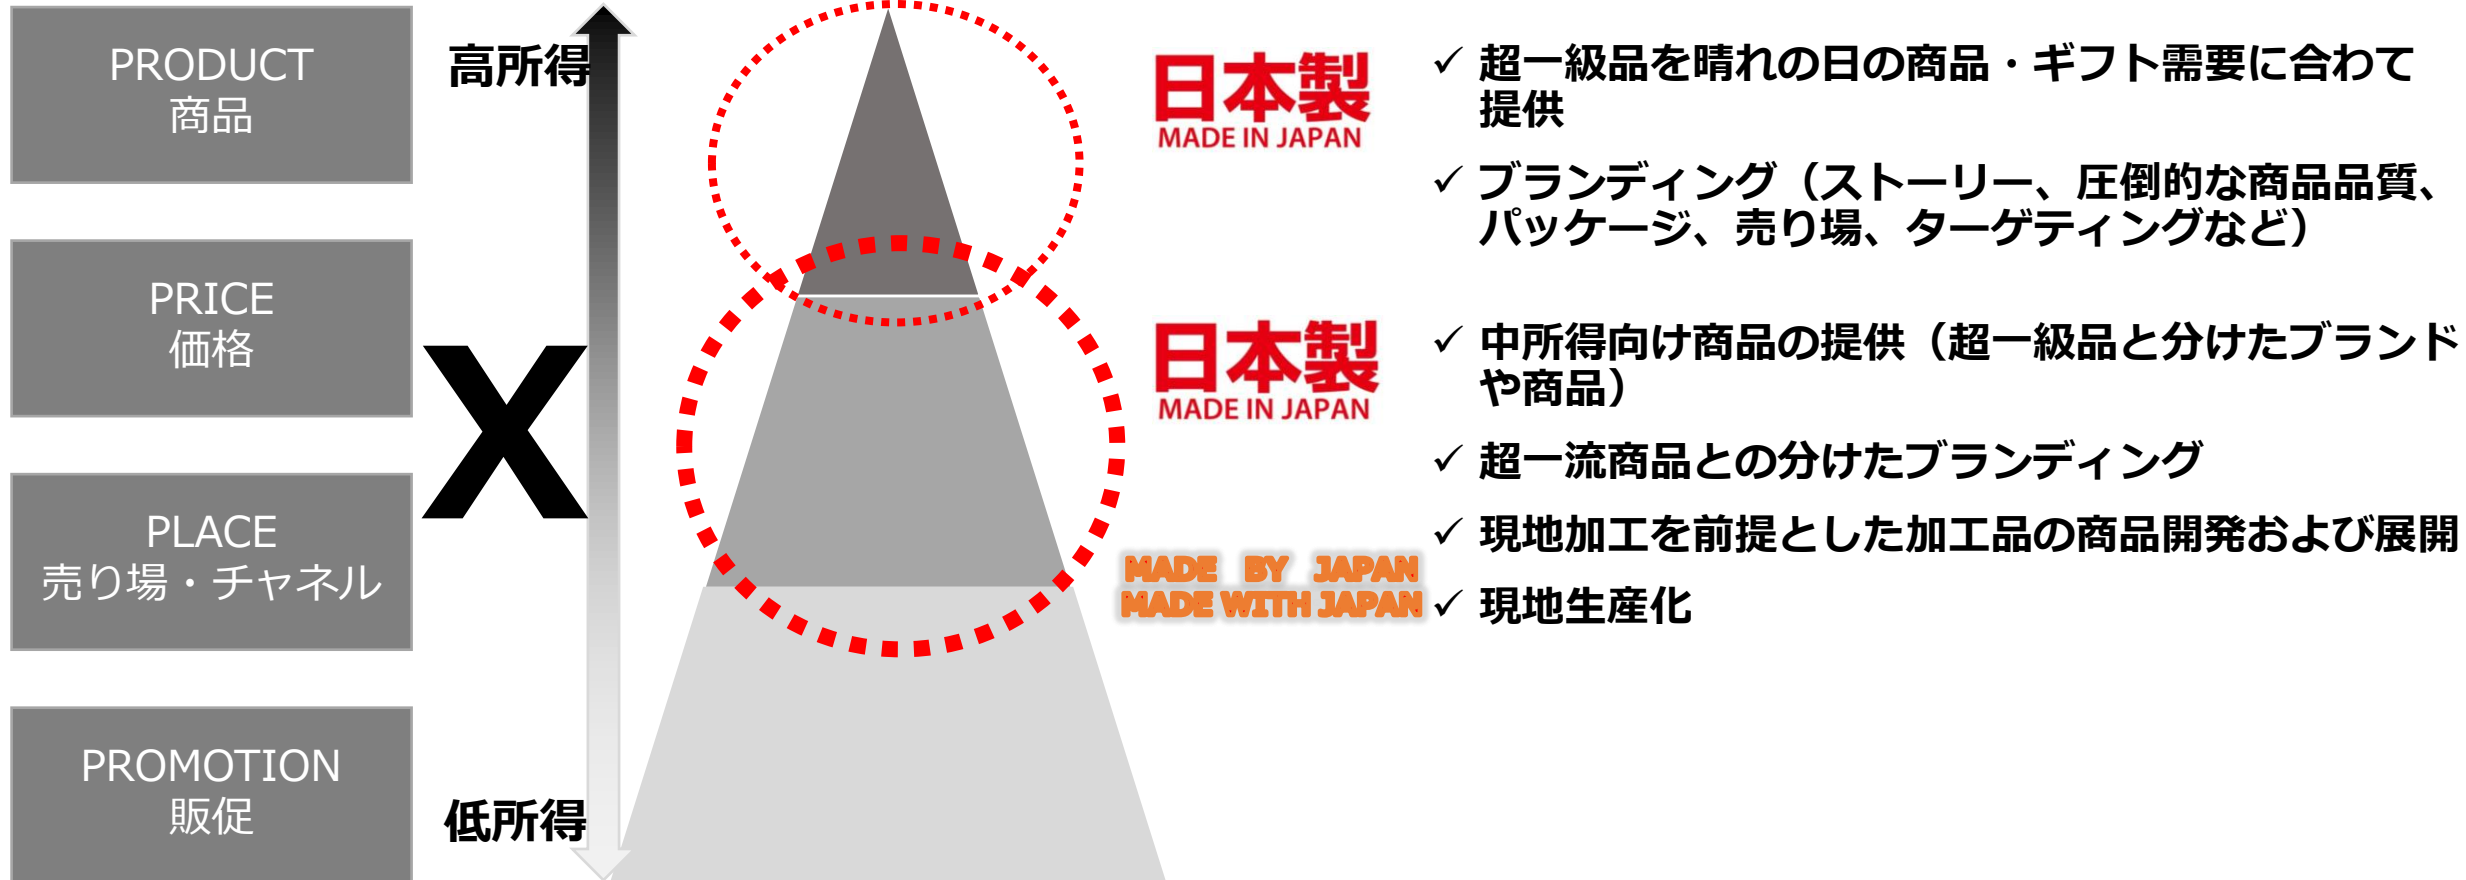 PRODUCT
商品
PRICE
価格
PLACE
売り場・チャネル
PROMOTION
販促
高所得
X
低所得
日本製
MADE IN JAPAN
✓ 超一級品を晴れの日の商品・ギフト需要に合わせて
提供
✓ ブランディング（ストーリー、圧倒的な商品品質、
パッケージ、売り場、ターゲティングなど）
日本製
MADE IN JAPAN
✓ 中所得向け商品の提供（超一級品と分けたブランド
や商品）
✓ 超一流商品との分けたブランディング
MADE BY JAPAN
MADE WITH JAPAN
✓ 現地加工を前提とした加工品の商品開発および展開
✓ 現地生産化